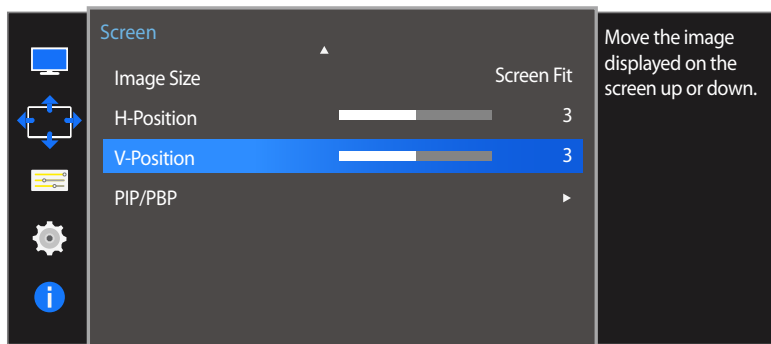 Screen
Image Size Screen Fit
H-Position 3
V-Position 3
PIP/PBP
Move the image
displayed on the
screen up or down.